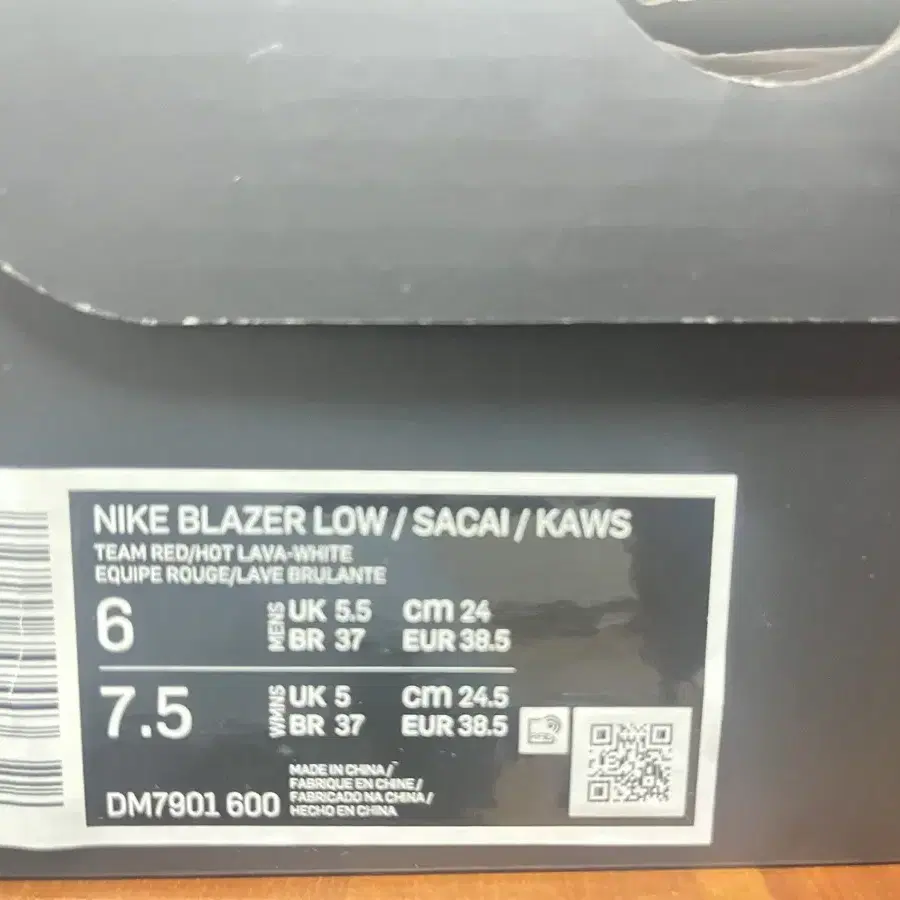 NIKE BLAZER LOW / SACAI / KAWS
TEAM RED/HOT LAVA-WHITE
EQUIPE ROUGE/LAVE BRULANTE
6 MENS UK 5.5 CM 24
BR 37 EUR 38.5
7.5 WMNS UK 5 CM 24.5
BR 37 EUR 38.5
MADE IN CHINA /
FABRIQUE EN CHINE /
FABRICADO NA CHINA /
HECHO EN CHINA
DM7901 600